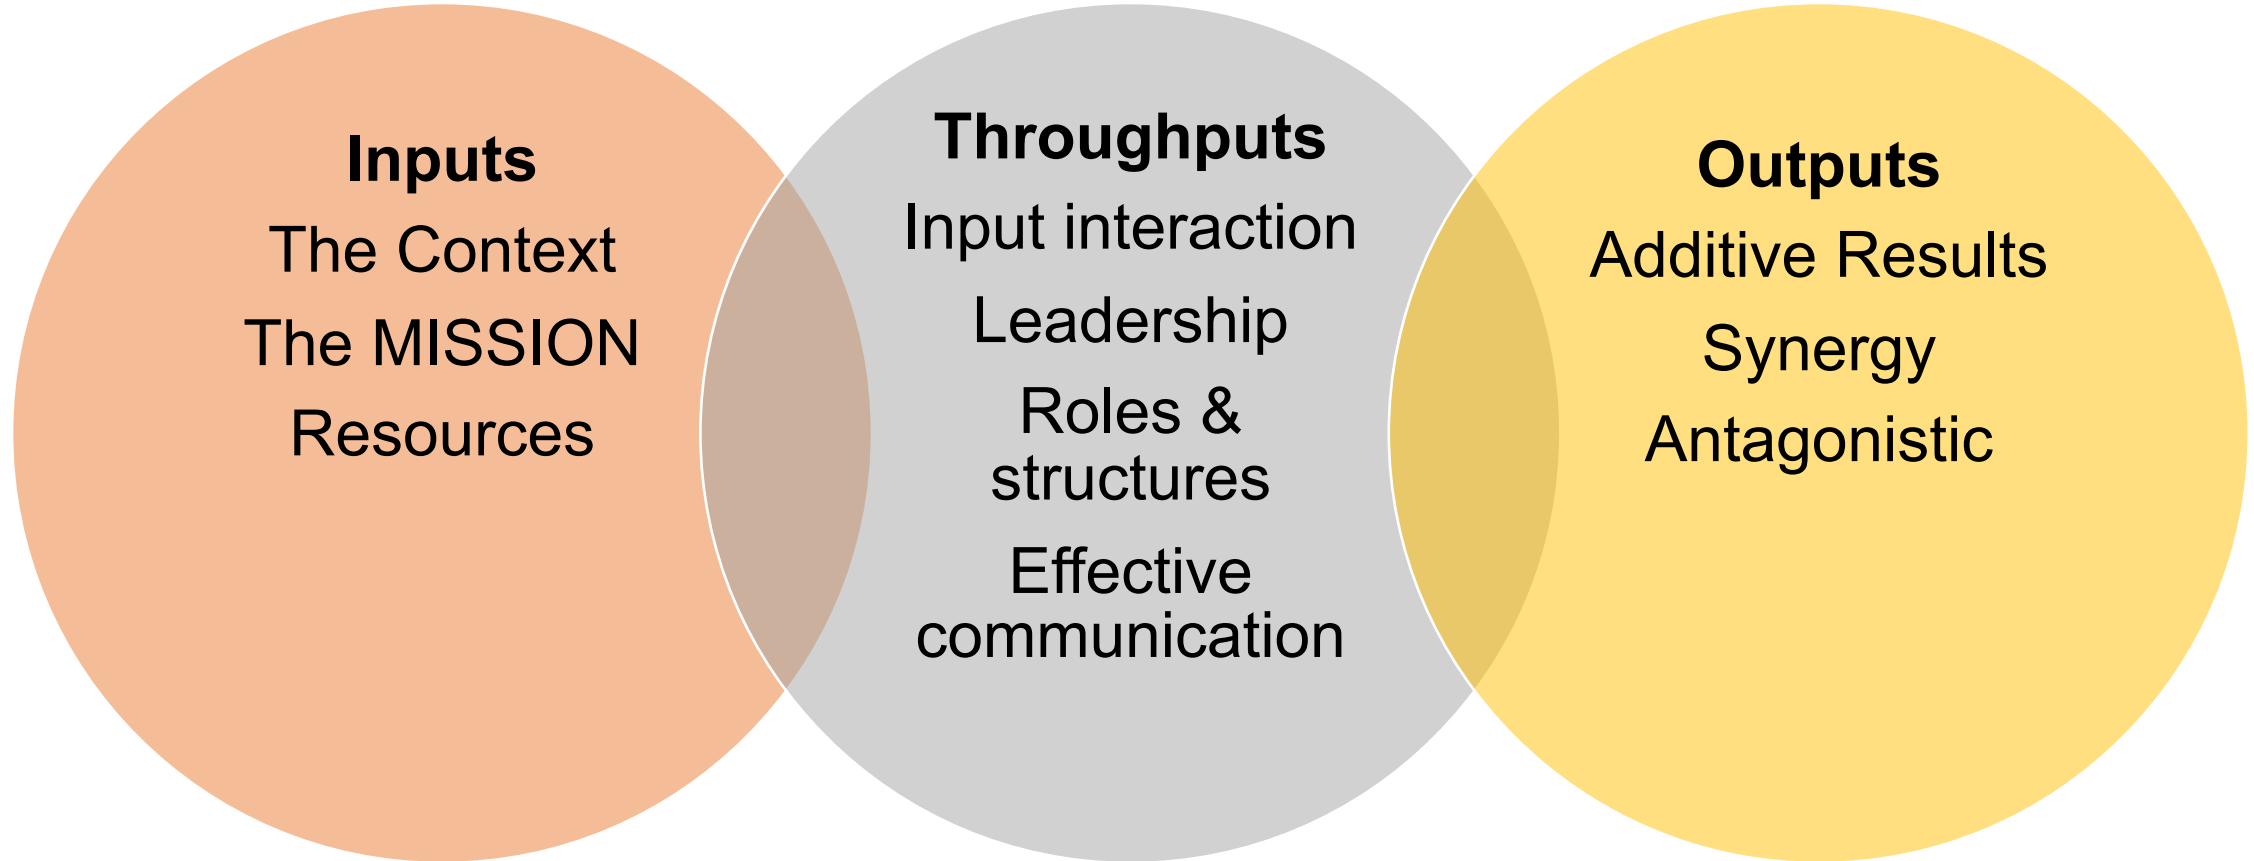 Inputs
The Context
The MISSION
Resources
Throughputs
Input interaction
Leadership
Roles &
structures
Effective
communication
Outputs
Additive Results
Synergy
Antagonistic